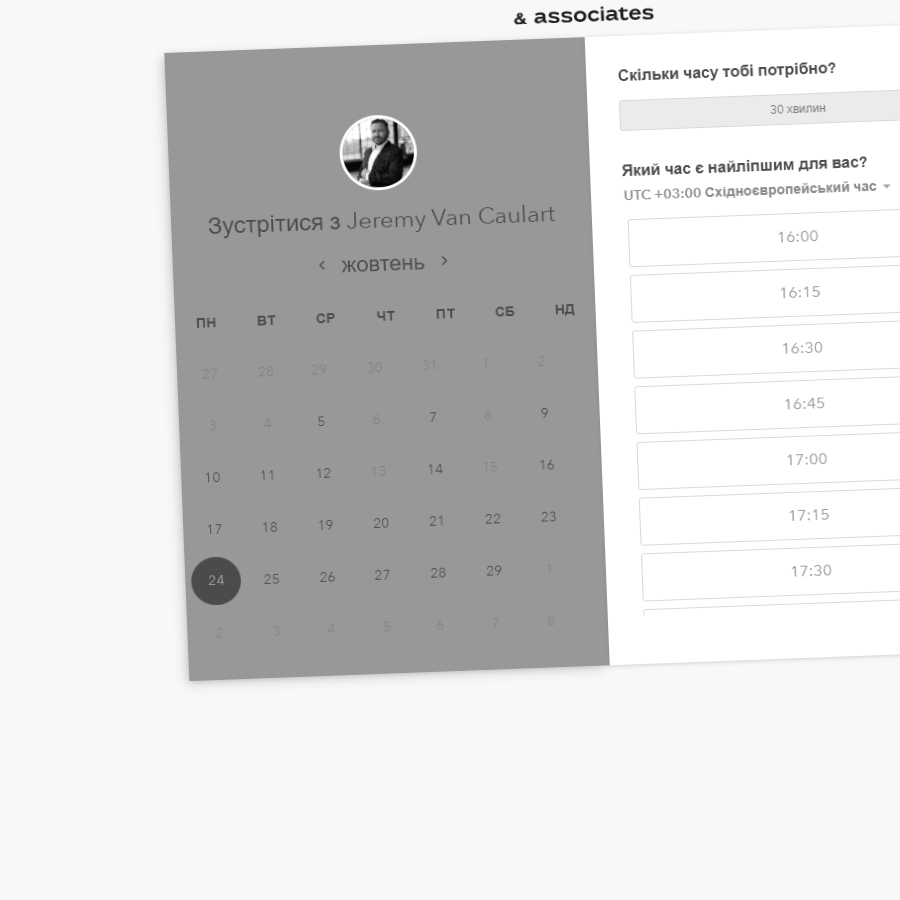 & associates
Зустрітися з Jeremy Van Caulart
‹ жовтень ›
ПН ВТ СР ЧТ ПТ СБ НД
27 28 29 30 31 1 2
3 4 5 6 7 8 9
10 11 12 13 14 15 16
17 18 19 20 21 22 23
24 25 26 27 28 29 1
2 3 4 5 6 7 8
Скільки часу тобі потрібно?
30 хвилин
Який час є найліпшим для вас?
UTC +03:00 Східноєвропейський час
16:00
16:15
16:30
16:45
17:00
17:15
17:30